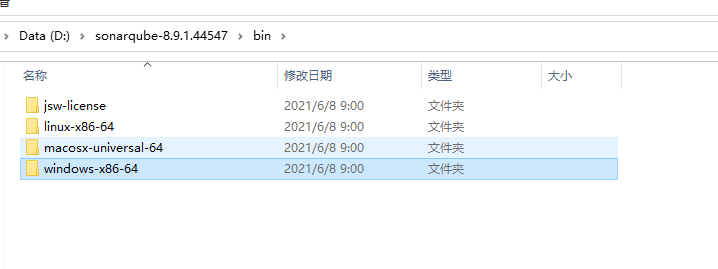 Data (D:) sonarqube-8.9.1.44547 bin
名称 修改日期 类型 大小
jsw-license 2021/6/8 9:00 文件夹
linux-x86-64 2021/6/8 9:00 文件夹
macosx-universal-64 2021/6/8 9:00 文件夹
windows-x86-64 2021/6/8 9:00 文件夹